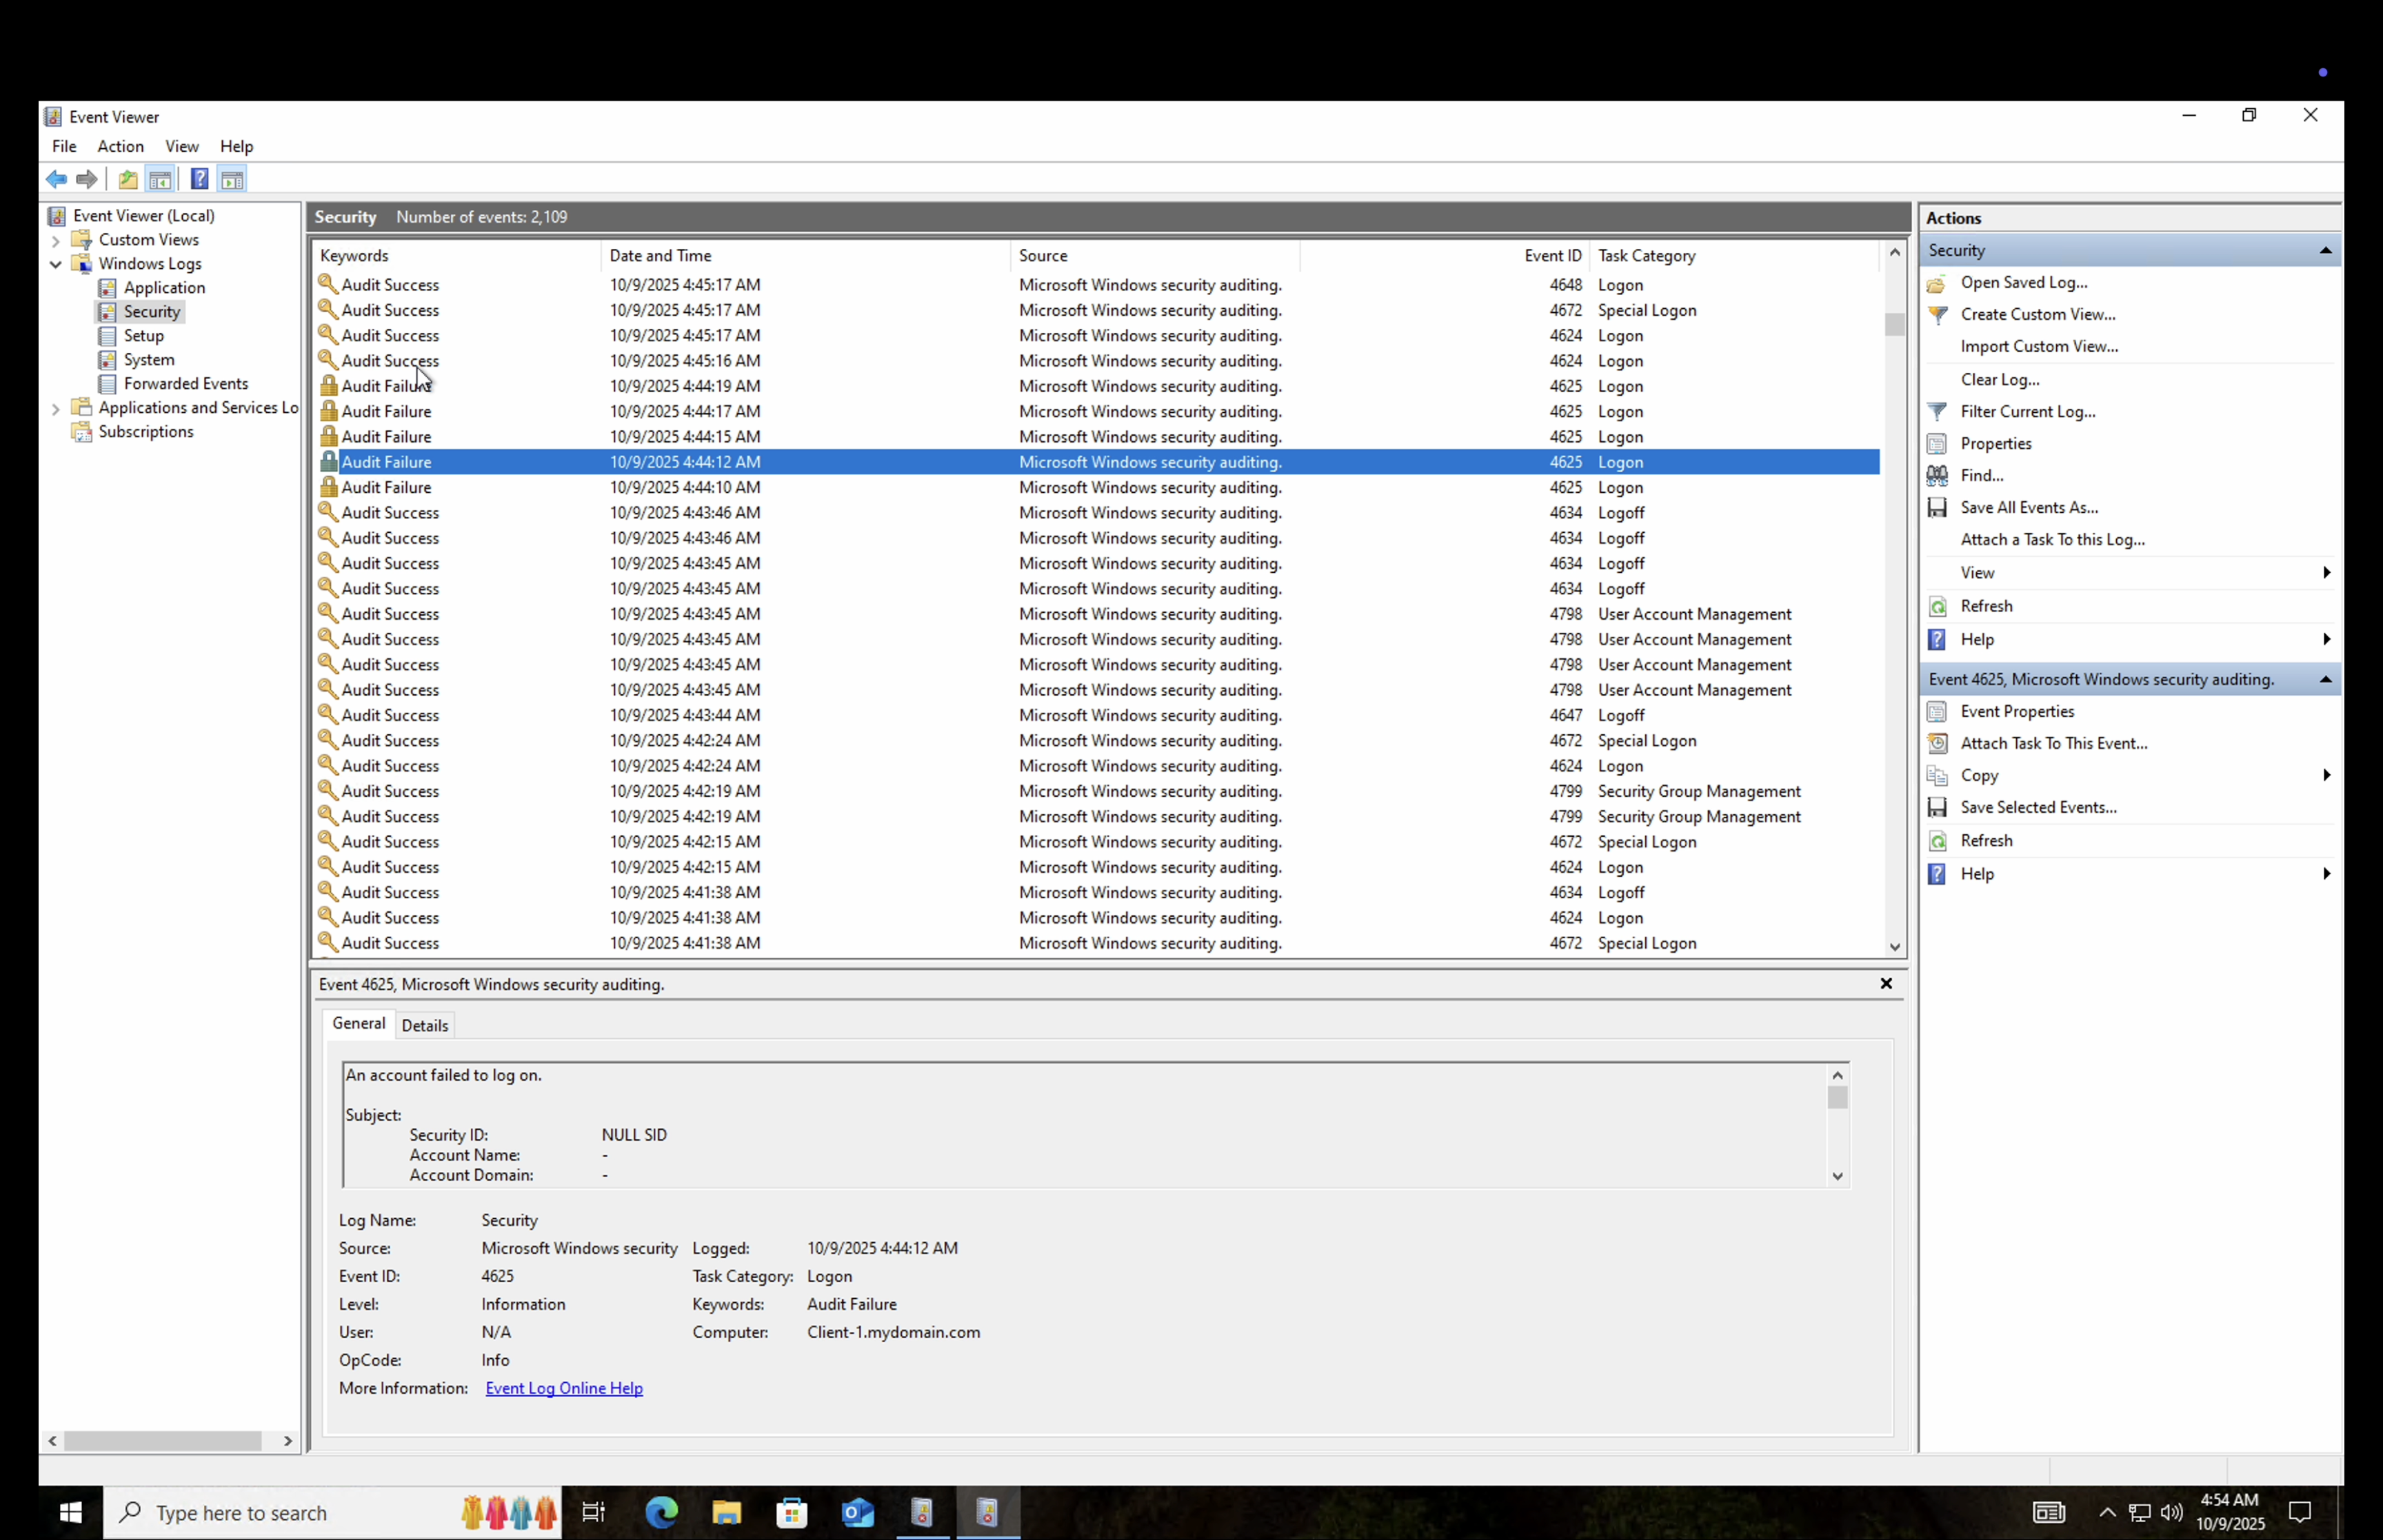 Event Viewer
File Action View Help
Event Viewer (Local)
Custom Views
Windows Logs
Application
Security
Setup
System
Forwarded Events
Applications and Services Lo
Subscriptions
Security Number of events: 2,109
Keywords Date and Time Source Event ID Task Category
Audit Success 10/9/2025 4:45:17 AM Microsoft Windows security auditing. 4648 Logon
Audit Success 10/9/2025 4:45:17 AM Microsoft Windows security auditing. 4672 Special Logon
Audit Success 10/9/2025 4:45:17 AM Microsoft Windows security auditing. 4624 Logon
Audit Success 10/9/2025 4:45:16 AM Microsoft Windows security auditing. 4624 Logon
Audit Failure 10/9/2025 4:44:19 AM Microsoft Windows security auditing. 4625 Logon
Audit Failure 10/9/2025 4:44:17 AM Microsoft Windows security auditing. 4625 Logon
Audit Failure 10/9/2025 4:44:15 AM Microsoft Windows security auditing. 4625 Logon
Audit Failure 10/9/2025 4:44:12 AM Microsoft Windows security auditing. 4625 Logon
Audit Failure 10/9/2025 4:44:10 AM Microsoft Windows security auditing. 4625 Logon
Audit Success 10/9/2025 4:43:46 AM Microsoft Windows security auditing. 4634 Logoff
Audit Success 10/9/2025 4:43:46 AM Microsoft Windows security auditing. 4634 Logoff
Audit Success 10/9/2025 4:43:45 AM Microsoft Windows security auditing. 4634 Logoff
Audit Success 10/9/2025 4:43:45 AM Microsoft Windows security auditing. 4634 Logoff
Audit Success 10/9/2025 4:43:45 AM Microsoft Windows security auditing. 4798 User Account Management
Audit Success 10/9/2025 4:43:45 AM Microsoft Windows security auditing. 4798 User Account Management
Audit Success 10/9/2025 4:43:45 AM Microsoft Windows security auditing. 4798 User Account Management
Audit Success 10/9/2025 4:43:45 AM Microsoft Windows security auditing. 4798 User Account Management
Audit Success 10/9/2025 4:43:44 AM Microsoft Windows security auditing. 4647 Logoff
Audit Success 10/9/2025 4:42:24 AM Microsoft Windows security auditing. 4672 Special Logon
Audit Success 10/9/2025 4:42:24 AM Microsoft Windows security auditing. 4624 Logon
Audit Success 10/9/2025 4:42:19 AM Microsoft Windows security auditing. 4799 Security Group Management
Audit Success 10/9/2025 4:42:19 AM Microsoft Windows security auditing. 4799 Security Group Management
Audit Success 10/9/2025 4:42:15 AM Microsoft Windows security auditing. 4672 Special Logon
Audit Success 10/9/2025 4:42:15 AM Microsoft Windows security auditing. 4624 Logon
Audit Success 10/9/2025 4:41:38 AM Microsoft Windows security auditing. 4634 Logoff
Audit Success 10/9/2025 4:41:38 AM Microsoft Windows security auditing. 4624 Logon
Audit Success 10/9/2025 4:41:38 AM Microsoft Windows security auditing. 4672 Special Logon
Event 4625, Microsoft Windows security auditing.
General Details
An account failed to log on.
Subject:
Security ID: NULL SID
Account Name: -
Account Domain: -
Log Name: Security
Source: Microsoft Windows security Logged: 10/9/2025 4:44:12 AM
Event ID: 4625 Task Category: Logon
Level: Information Keywords: Audit Failure
User: N/A Computer: Client-1.mydomain.com
OpCode: Info
More Information: Event Log Online Help
Actions
Security
Open Saved Log...
Create Custom View...
Import Custom View...
Clear Log...
Filter Current Log...
Properties
Find...
Save All Events As...
Attach a Task To this Log...
View
Refresh
Help
Event 4625, Microsoft Windows security auditing.
Event Properties
Attach Task To This Event...
Copy
Save Selected Events...
Refresh
Help
Type here to search
4:54 AM
10/9/2025